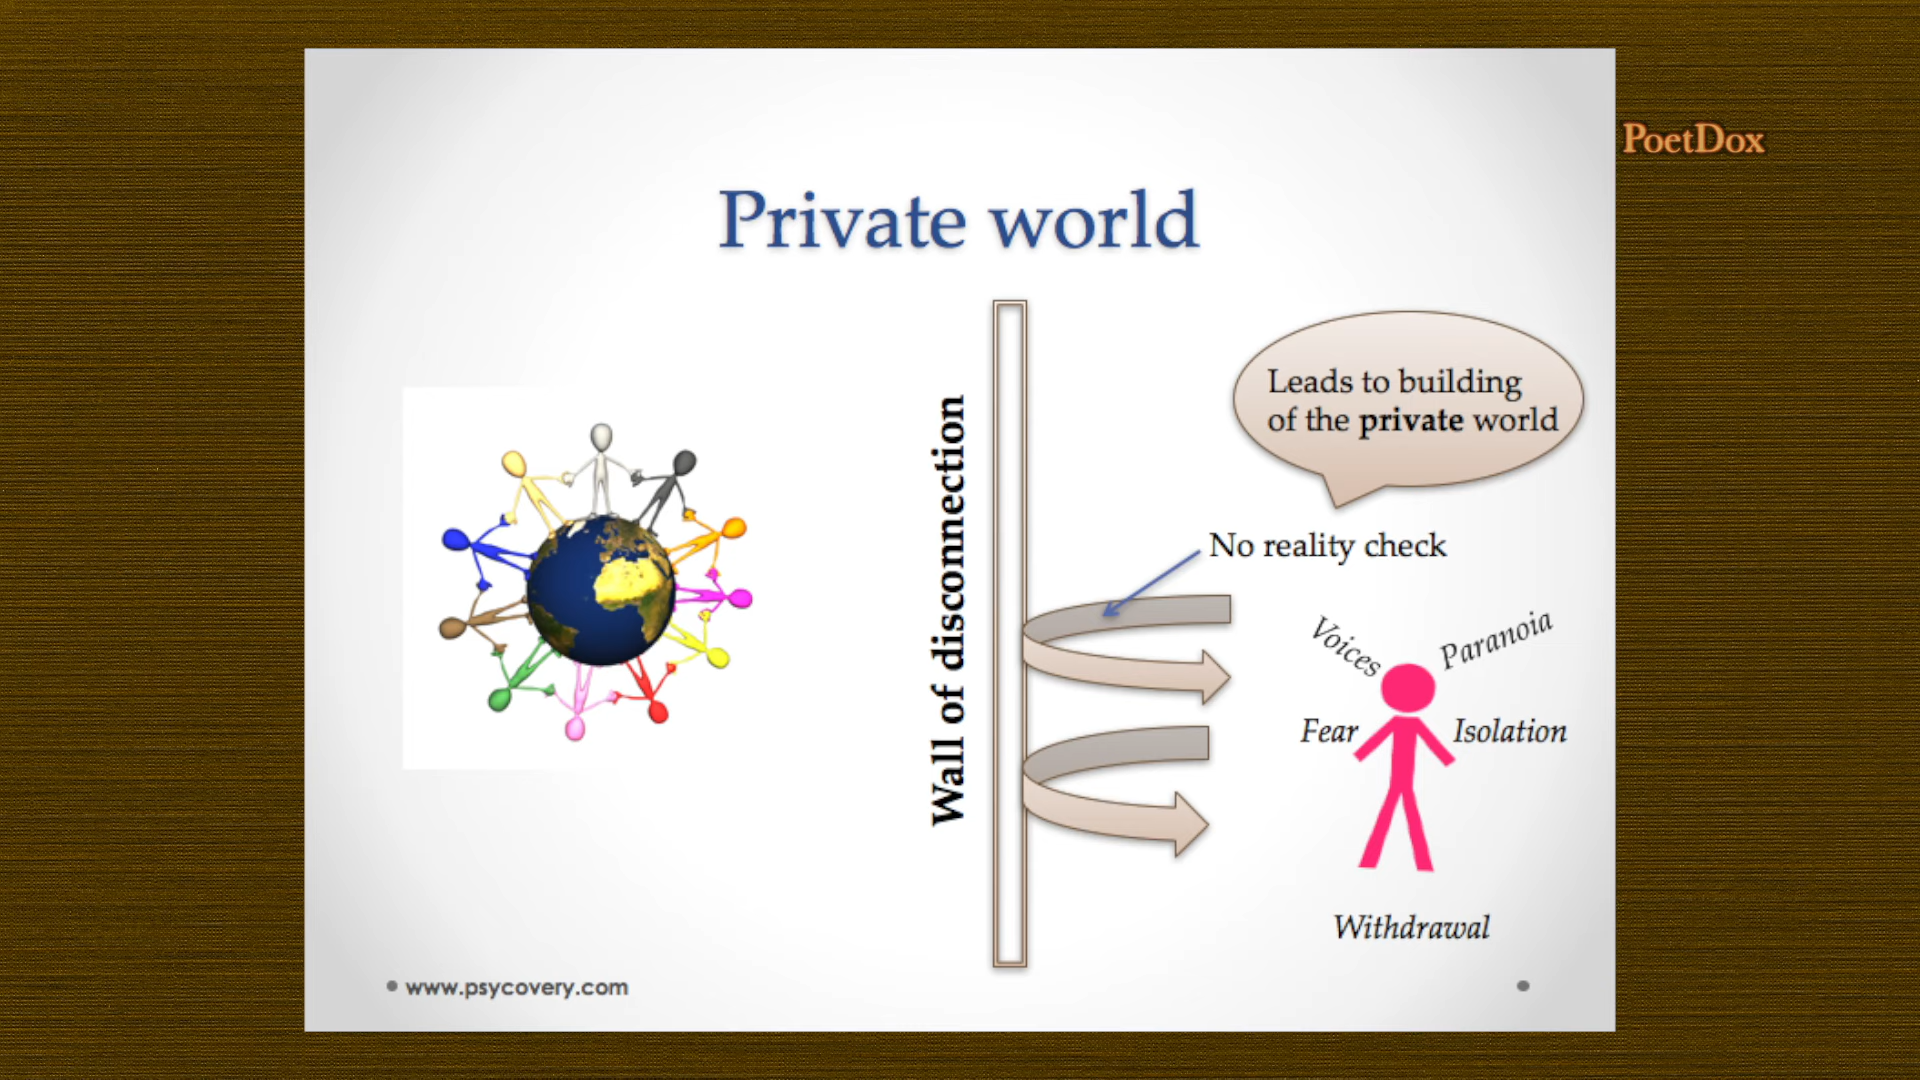 PoetDox
Private world
Wall of disconnection
Leads to building
of the private world
No reality check
Voices
Paranoia
Fear
Isolation
Withdrawal
www.psycovery.com